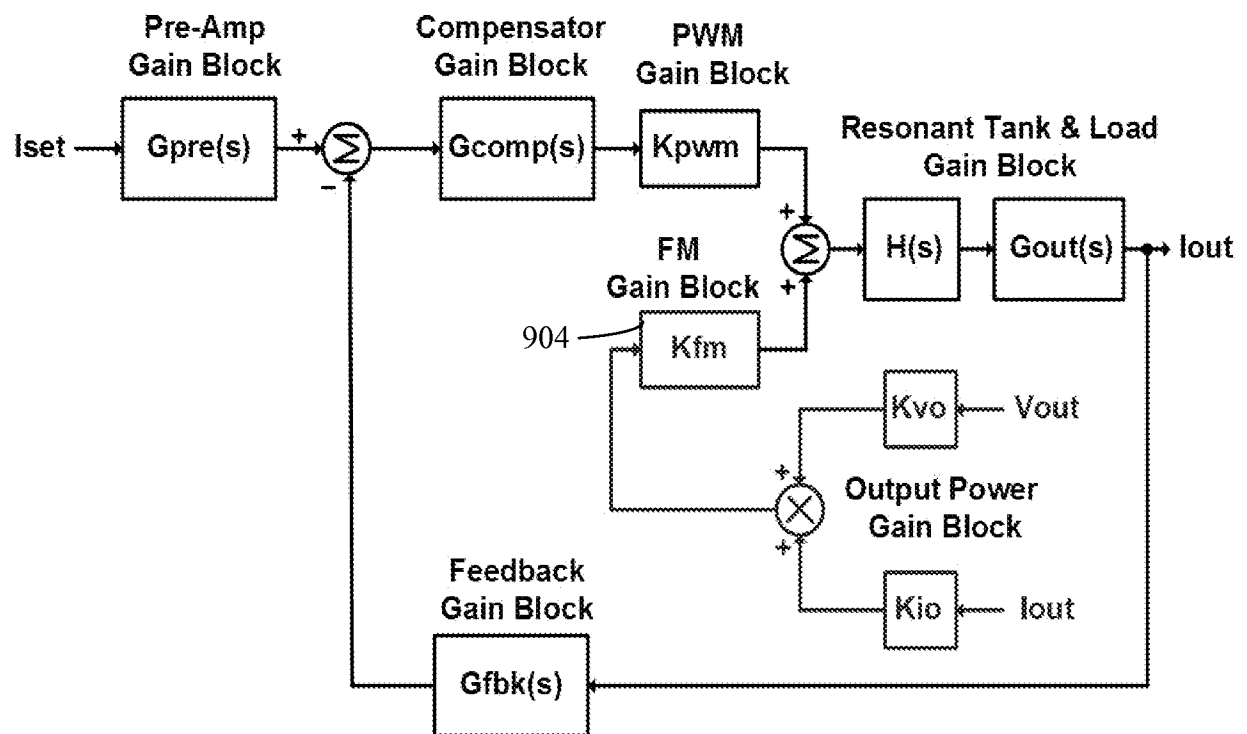 Pre-Amp
Gain Block
Compensator
Gain Block
PWM
Gain Block
Iset
Gpre(s)
+
Σ
−
Gcomp(s)
Kpwm
Resonant Tank & Load
Gain Block
+
Σ
+
H(s)
Gout(s)
Iout
FM
Gain Block
904
Kfm
Kvo
Vout
+
×
+
Output Power
Gain Block
Kio
Iout
Feedback
Gain Block
Gfbk(s)